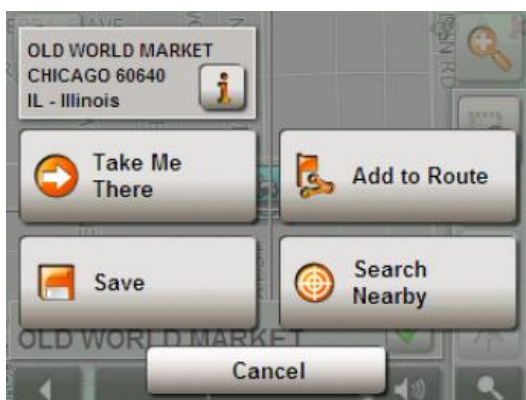 OLD WORLD MARKET
CHICAGO 60640
IL - Illinois
i
Take Me
There
Add to Route
Save
Search
Nearby
OLD WORLD MARKET
Cancel